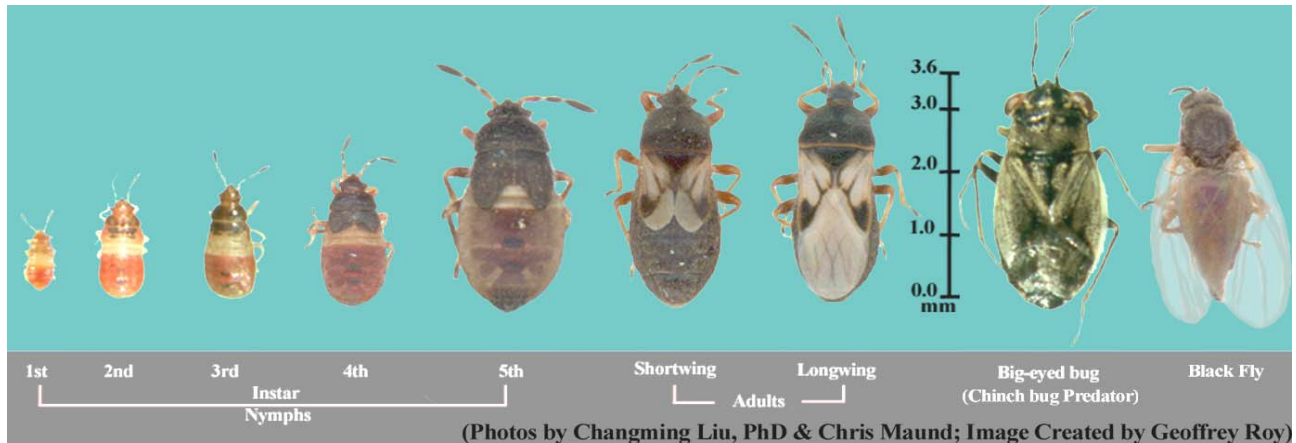 3.6
3.0
2.0
1.0
0.0
mm
1st 2nd 3rd 4th 5th Shortwing Longwing Big-eyed bug Black Fly
Instar Adults (Chinch bug Predator)
Nymphs
(Photos by Changming Liu, PhD & Chris Maund; Image Created by Geoffrey Roy)